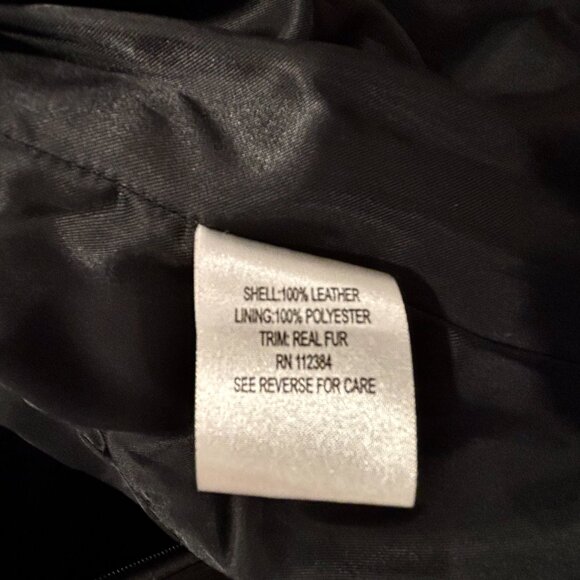 SHELL:100% LEATHER
LINING:100% POLYESTER
TRIM: REAL FUR
RN 112384
SEE REVERSE FOR CARE